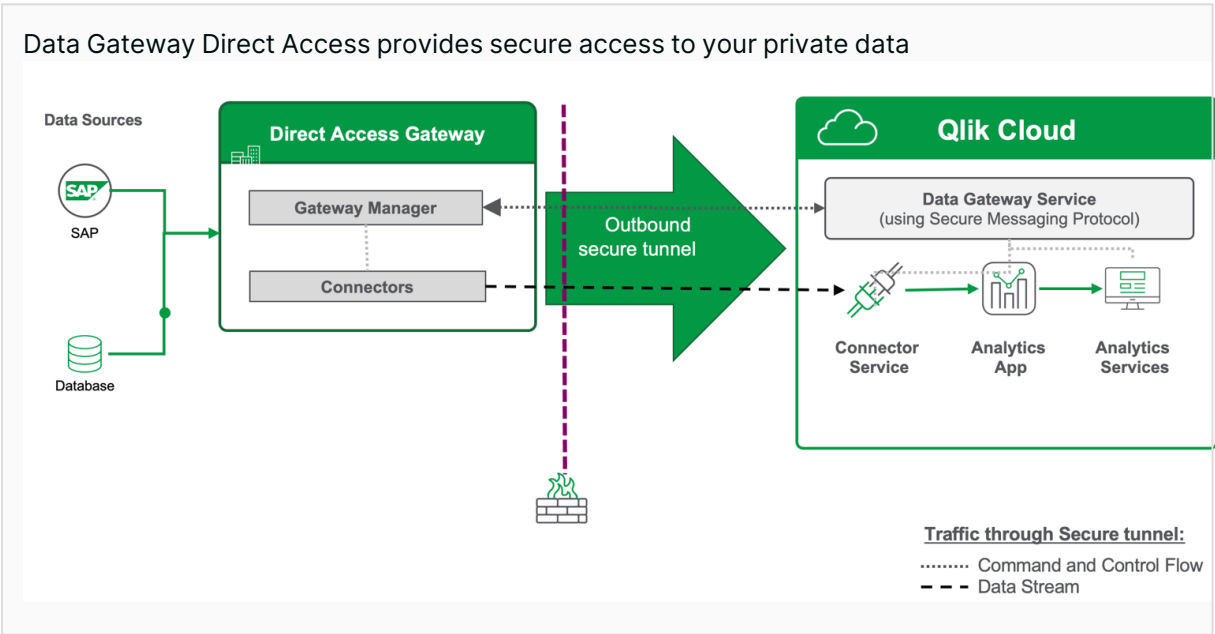 Data Gateway Direct Access provides secure access to your private data
Data Sources
SAP
SAP
Database
Direct Access Gateway
Gateway Manager
Connectors
Outbound
secure tunnel
Qlik Cloud
Data Gateway Service
(using Secure Messaging Protocol)
Connector
Service
Analytics
App
Analytics
Services
Traffic through Secure tunnel:
Command and Control Flow
Data Stream